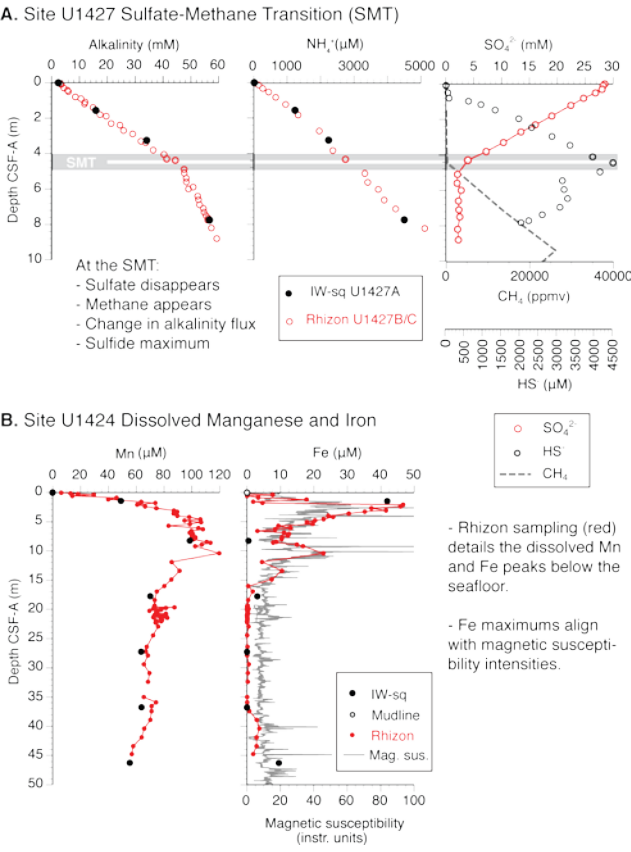 A. Site U1427 Sulfate-Methane Transition (SMT)
Alkalinity (mM)
NH₄⁺(μM)
SO₄²⁻ (mM)
0 10 20 30 40 50 60
0 1000 3000 5000
0 5 10 15 20 25 30
Depth CSF-A (m)
0
2
4
6
8
10
SMT
At the SMT:
- Sulfate disappears
- Methane appears
- Change in alkalinity flux
- Sulfide maximum
IW-sq U1427A
Rhizon U1427B/C
0 20000 40000
CH₄ (ppmv)
0 500 1000 1500 2000 2500 3000 3500 4000 4500
HS⁻ (μM)
B. Site U1424 Dissolved Manganese and Iron
SO₄²⁻
HS⁻
CH₄
Mn (μM)
Fe (μM)
0 20 40 60 80 100 120
0 10 20 30 40 50
Depth CSF-A (m)
0
5
10
15
20
25
30
35
40
45
50
- Rhizon sampling (red)
details the dissolved Mn
and Fe peaks below the
seafloor.
- Fe maximums align
with magnetic suscepti-
bility intensities.
IW-sq
Mudline
Rhizon
Mag. sus.
0 20 40 60 80 100
Magnetic susceptibility
(instr. units)